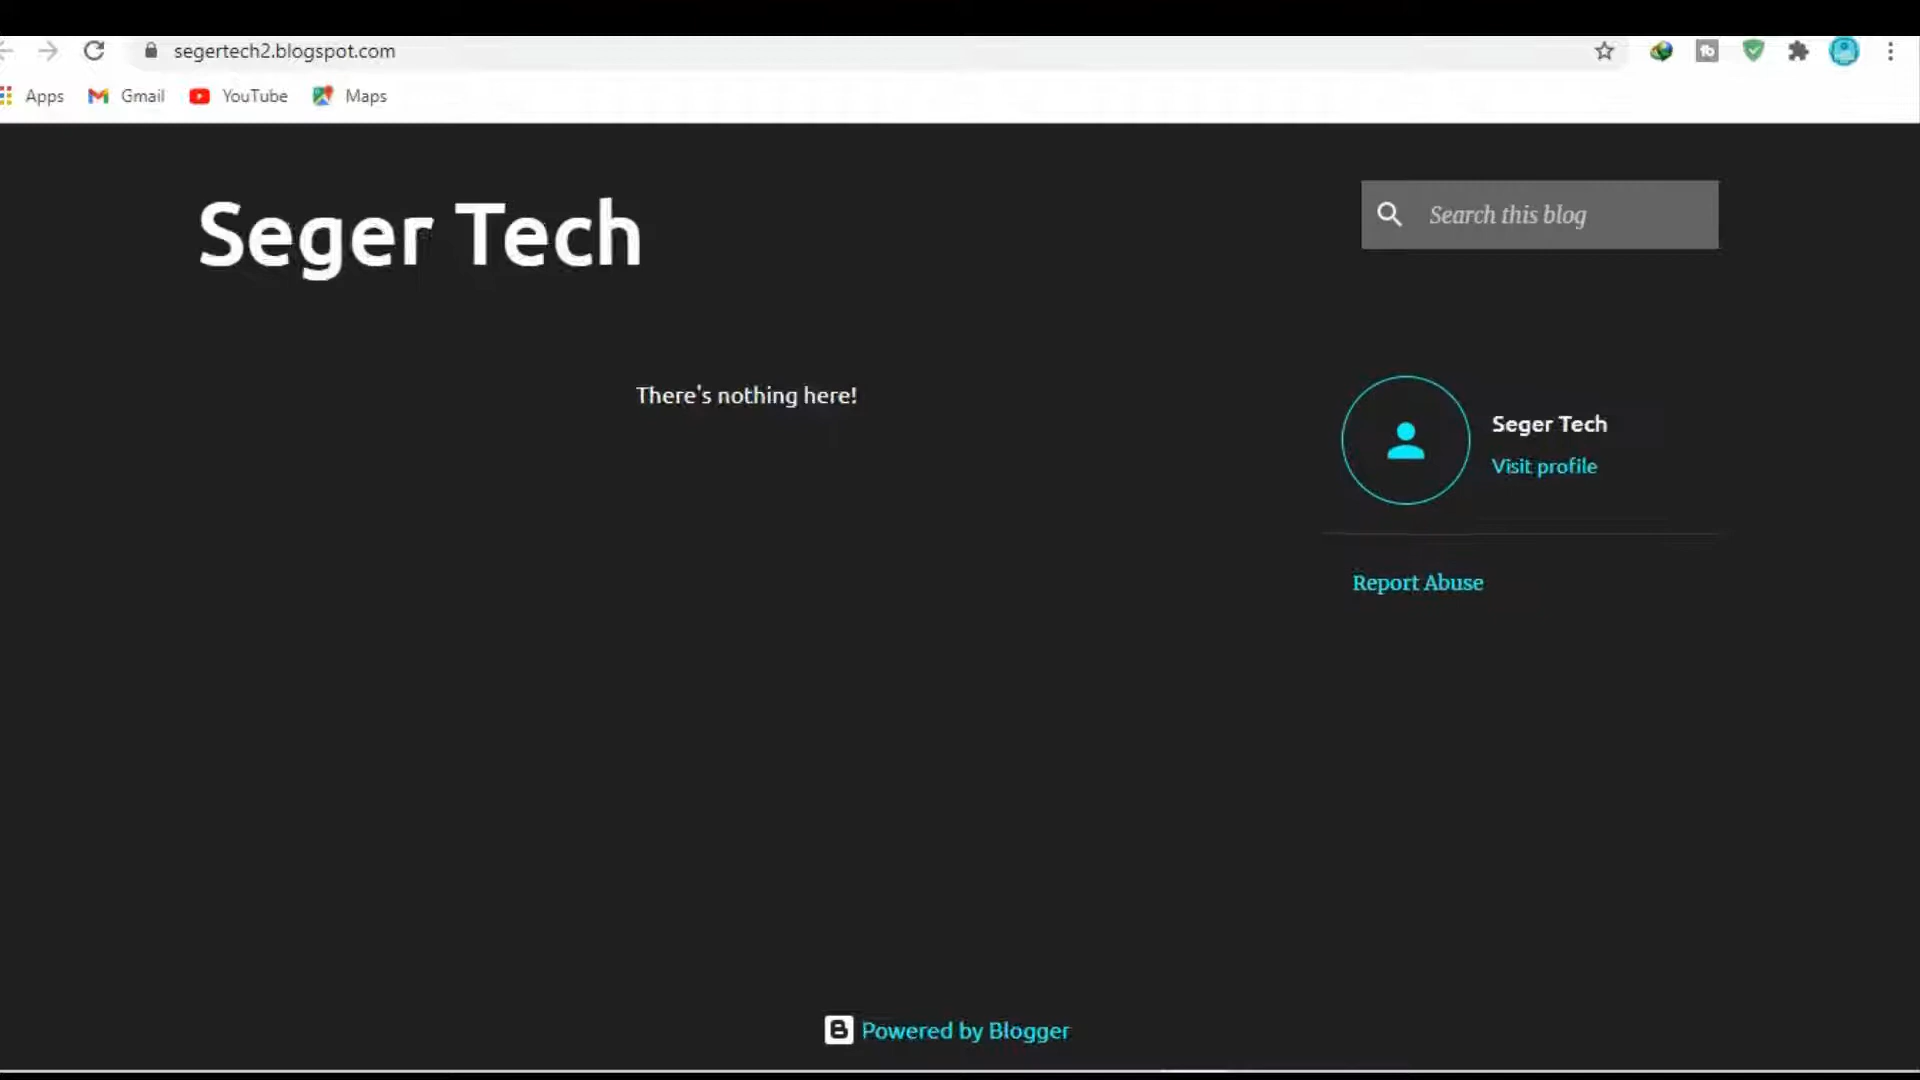 segertech2.blogspot.com
Apps Gmail YouTube Maps
Seger Tech
Search this blog
There's nothing here!
Seger Tech
Visit profile
Report Abuse
Powered by Blogger